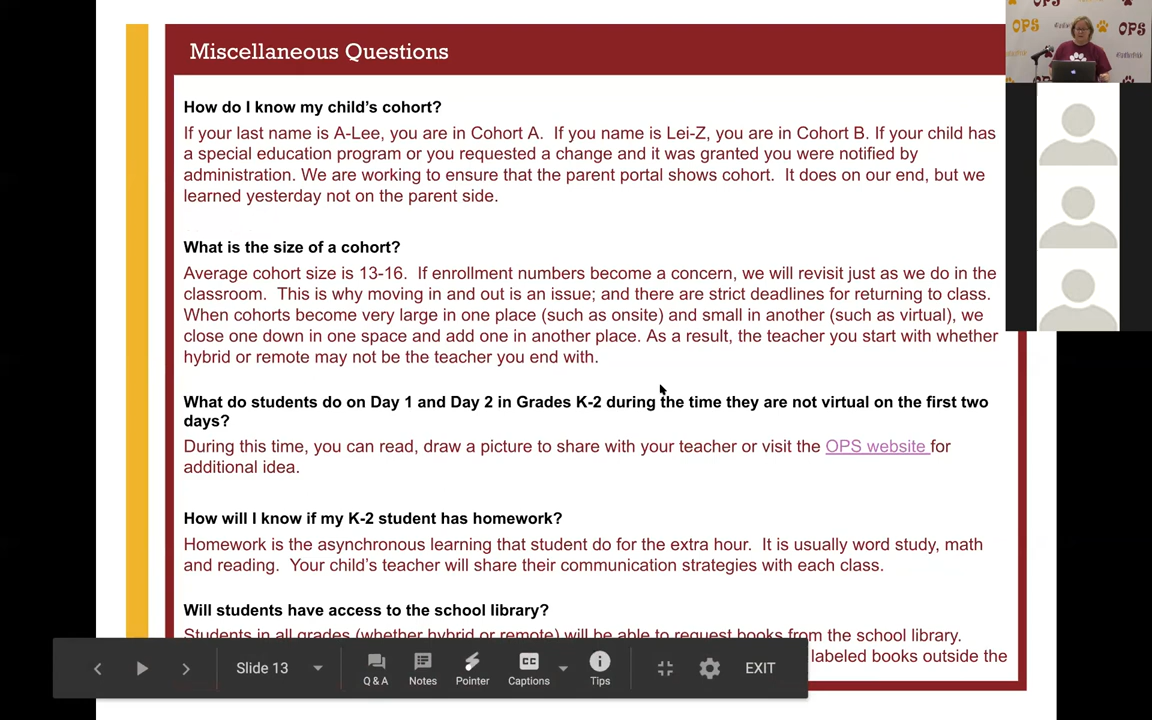 Miscellaneous Questions
How do I know my child's cohort?
If your last name is A-Lee, you are in Cohort A.  If you name is Lei-Z, you are in Cohort B. If your child has
a special education program or you requested a change and it was granted you were notified by
administration. We are working to ensure that the parent portal shows cohort.  It does on our end, but we
learned yesterday not on the parent side.
What is the size of a cohort?
Average cohort size is 13-16.  If enrollment numbers become a concern, we will revisit just as we do in the
classroom.  This is why moving in and out is an issue; and there are strict deadlines for returning to class.
When cohorts become very large in one place (such as onsite) and small in another (such as virtual), we
close one down in one space and add one in another place. As a result, the teacher you start with whether
hybrid or remote may not be the teacher you end with.
What do students do on Day 1 and Day 2 in Grades K-2 during the time they are not virtual on the first two
days?
During this time, you can read, draw a picture to share with your teacher or visit the OPS website for
additional idea.
How will I know if my K-2 student has homework?
Homework is the asynchronous learning that student do for the extra hour.  It is usually word study, math
and reading.  Your child's teacher will share their communication strategies with each class.
Will students have access to the school library?
Students in all grades (whether hybrid or remote) will be able to request books from the school library.
labeled books outside the
Slide 13
Q & A
Notes
Pointer
CC
Captions
Tips
EXIT
OPS
OPS